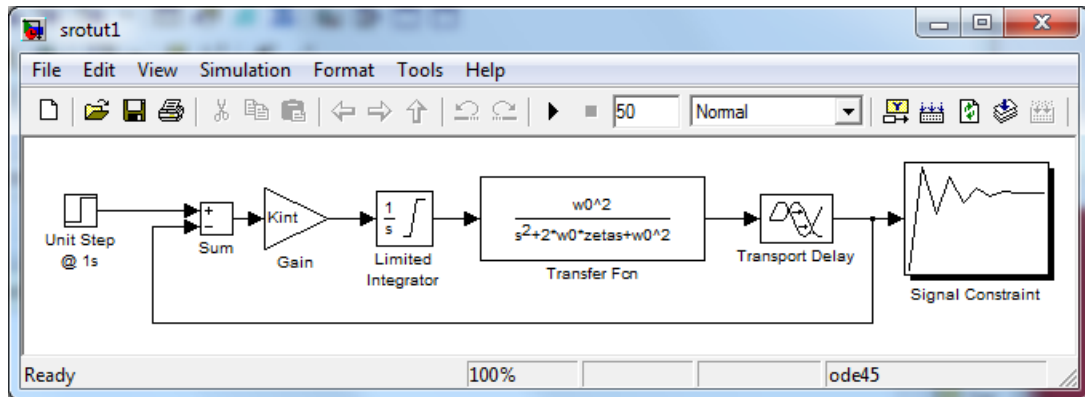 srotut1
File Edit View Simulation Format Tools Help
50 Normal
Unit Step
@ 1s
+
−
Sum
Kint
Gain
1
s
Limited
Integrator
w0^2
s²+2*w0*zetas+w0^2
Transfer Fcn
Transport Delay
Signal Constraint
Ready 100% ode45